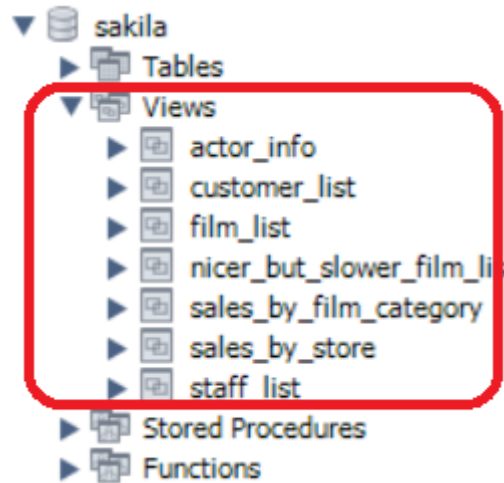 sakila
Tables
Views
actor_info
customer_list
film_list
nicer_but_slower_film_li
sales_by_film_category
sales_by_store
staff_list
Stored Procedures
Functions